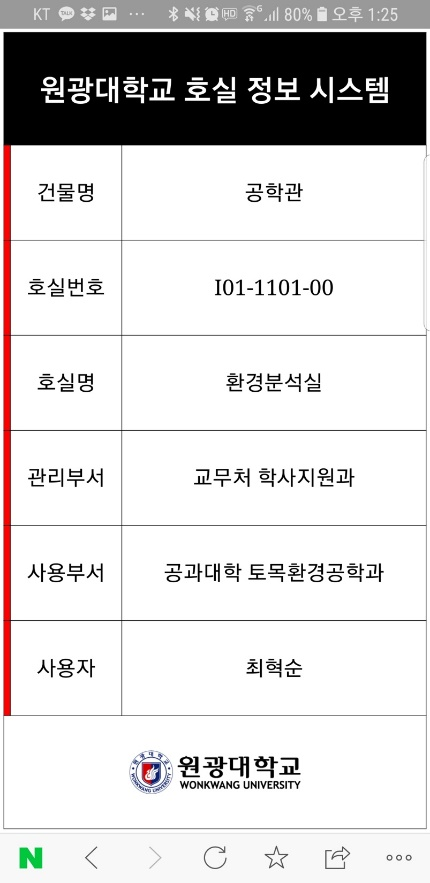 KT TALK HD 6 80% 오후 1:25
원광대학교 호실 정보 시스템
건물명 공학관
호실번호 I01-1101-00
호실명 환경분석실
관리부서 교무처 학사지원과
사용부서 공과대학 토목환경공학과
사용자 최혁순
원광대학교
WONKWANG UNIVERSITY
N